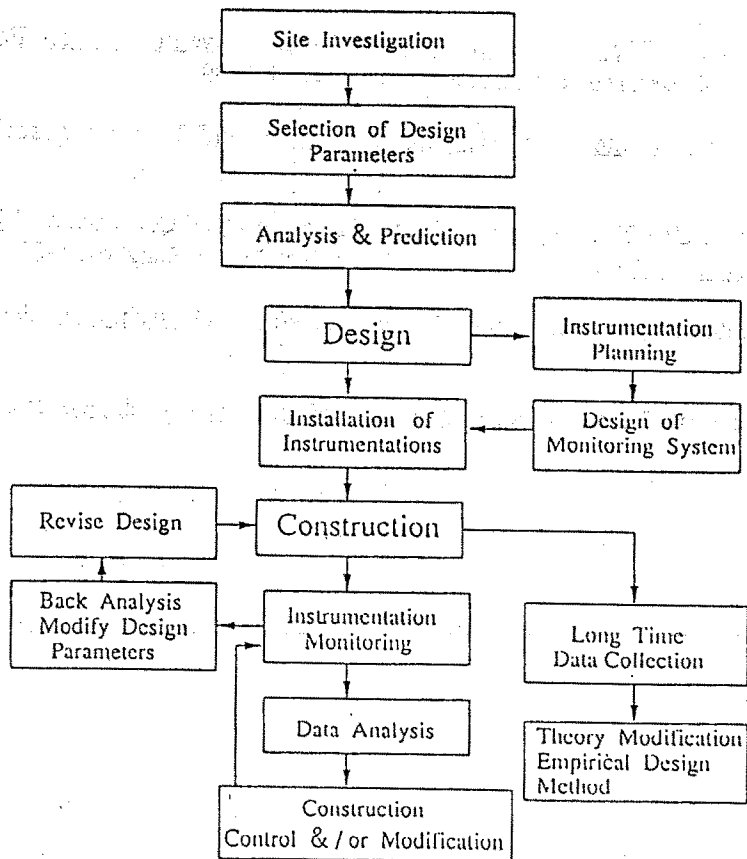 Site Investigation
Selection of Design
Parameters
Analysis & Prediction
Design
Instrumentation
Planning
Installation of
Instrumentations
Design of
Monitoring System
Revise Design
Construction
Back Analysis
Modify Design
Parameters
Instrumentation
Monitoring
Long Time
Data Collection
Data Analysis
Theory Modification
Empirical Design
Method
Construction
Control & / or Modification